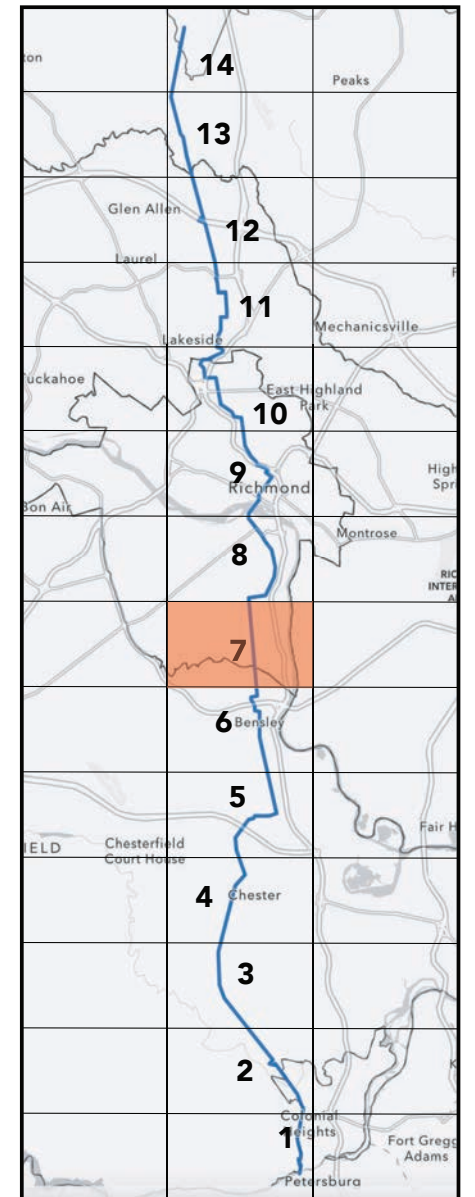 ton
14
Peaks
13
Glen Allen
12
Laurel
11
Mechanicsville
Lakeside
uckahoe
East Highland
Park
10
9
High
Spri
Richmond
Bon Air
8
Montrose
RIC
INTER
A
7
6
Bensley
5
Fair H
IELD
Chesterfield
Court House
4
Chester
3
2
K
Colonial
Heights
1
Fort Gregg
Adams
Petersburg